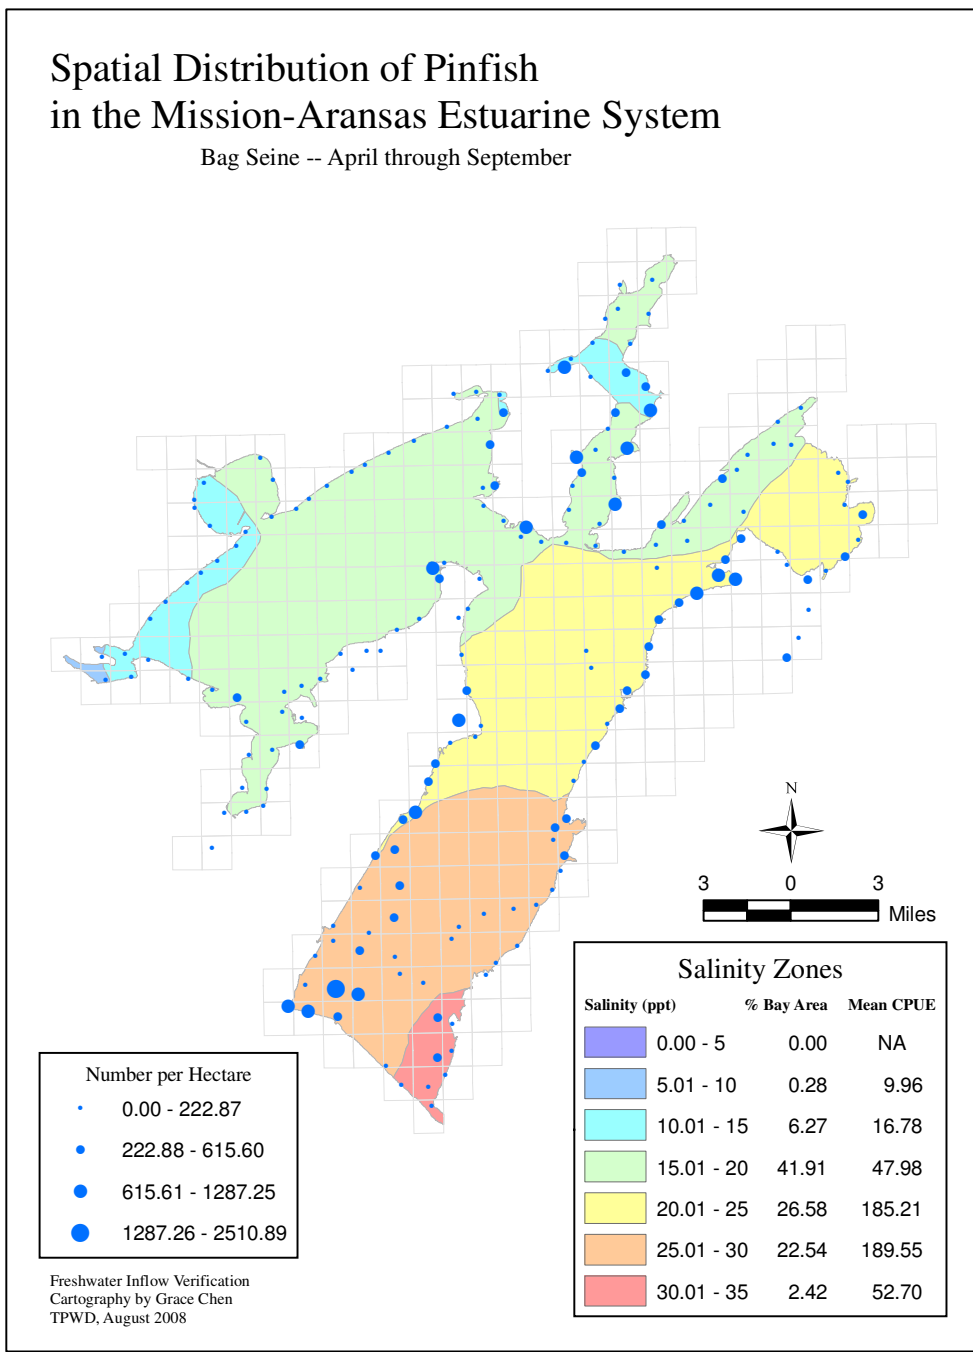 Spatial Distribution of Pinfish
in the Mission-Aransas Estuarine System
Bag Seine -- April through September
N
3 0 3
Miles
Salinity Zones
Salinity (ppt) % Bay Area Mean CPUE
0.00 - 5 0.00 NA
5.01 - 10 0.28 9.96
10.01 - 15 6.27 16.78
15.01 - 20 41.91 47.98
20.01 - 25 26.58 185.21
25.01 - 30 22.54 189.55
30.01 - 35 2.42 52.70
Number per Hectare
0.00 - 222.87
222.88 - 615.60
615.61 - 1287.25
1287.26 - 2510.89
Freshwater Inflow Verification
Cartography by Grace Chen
TPWD, August 2008